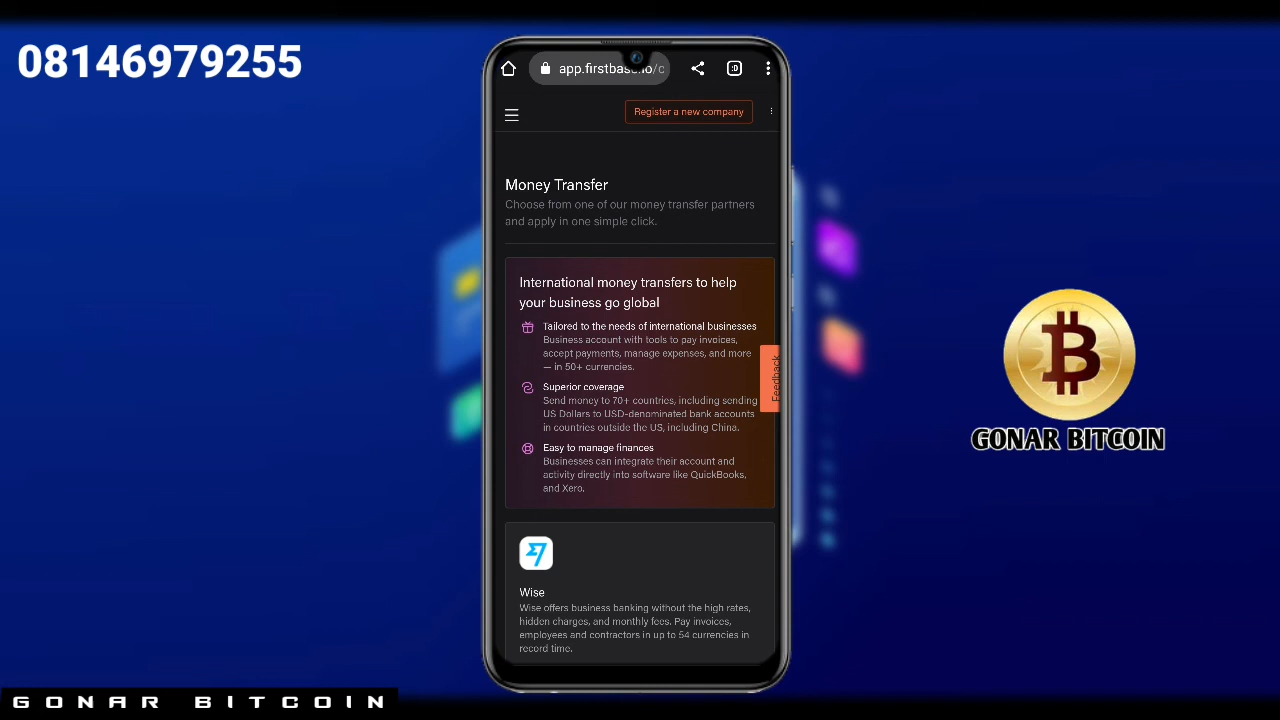 08146979255
app.firstbase.io/c
:D
Register a new company
Money Transfer
Choose from one of our money transfer partners
and apply in one simple click.
International money transfers to help
your business go global
Tailored to the needs of international businesses
Business account with tools to pay invoices,
accept payments, manage expenses, and more
— in 50+ currencies.
Superior coverage
Send money to 70+ countries, including sending
US Dollars to USD-denominated bank accounts
in countries outside the US, including China.
Easy to manage finances
Businesses can integrate their account and
activity directly into software like QuickBooks,
and Xero.
Feedback
Wise
Wise offers business banking without the high rates,
hidden charges, and monthly fees. Pay invoices,
employees and contractors in up to 54 currencies in
record time.
GONAR BITCOIN
GONAR BITCOIN